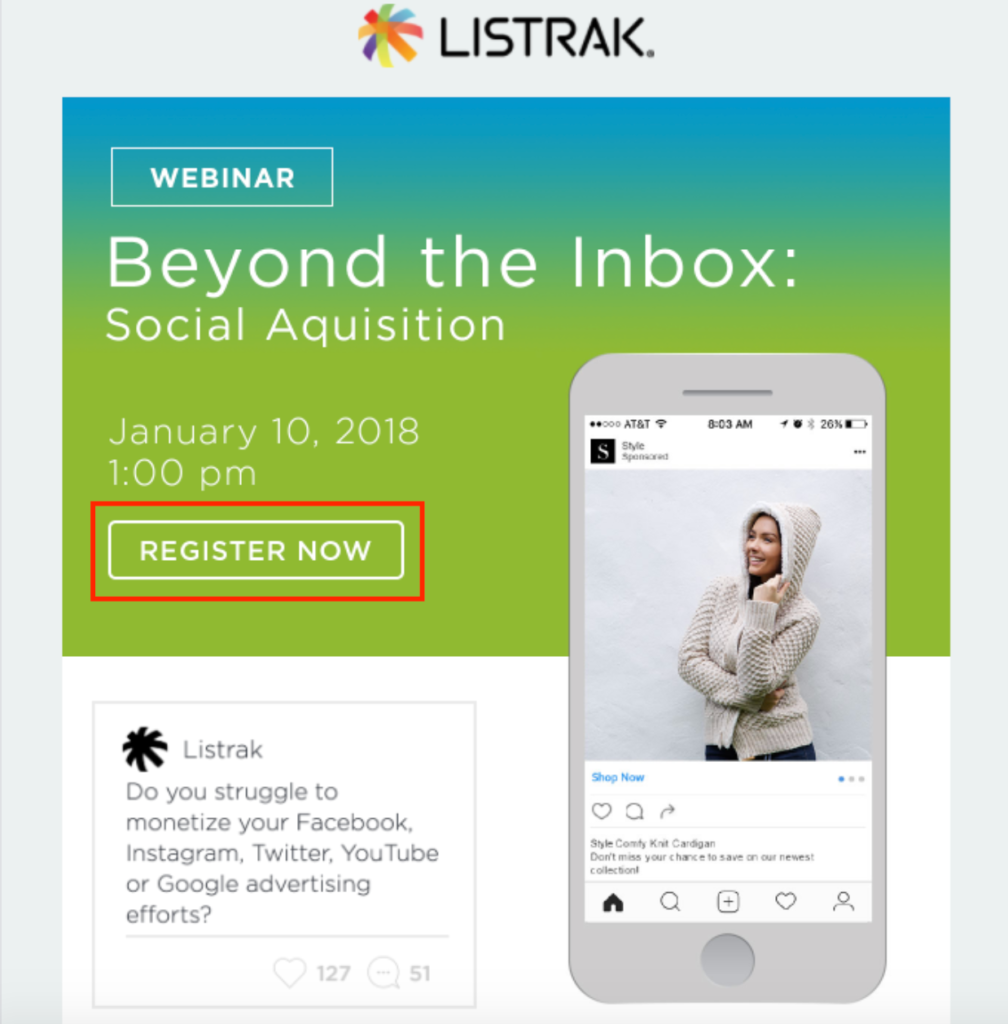 LISTRAK
WEBINAR
Beyond the Inbox:
Social Aquisition
January 10, 2018
1:00 pm
REGISTER NOW
AT&T 8:03 AM 26%
S
Style
Sponsored
Shop Now
Style Comfy Knit Cardigan
Don't miss your chance to save on our newest
collection!
Listrak
Do you struggle to
monetize your Facebook,
Instagram, Twitter, YouTube
or Google advertising
efforts?
127 51